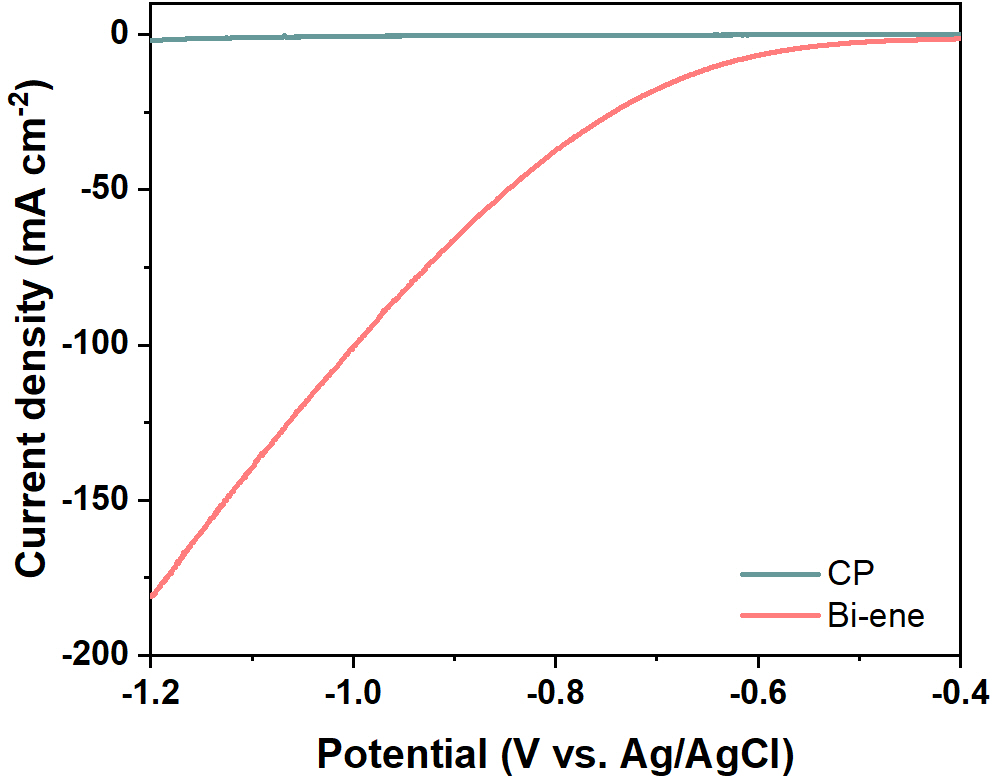 0
-50
-100
-150
-200
-1.2
-1.0
-0.8
-0.6
-0.4
Current density (mA cm⁻²)
Potential (V vs. Ag/AgCl)
CP
Bi-ene